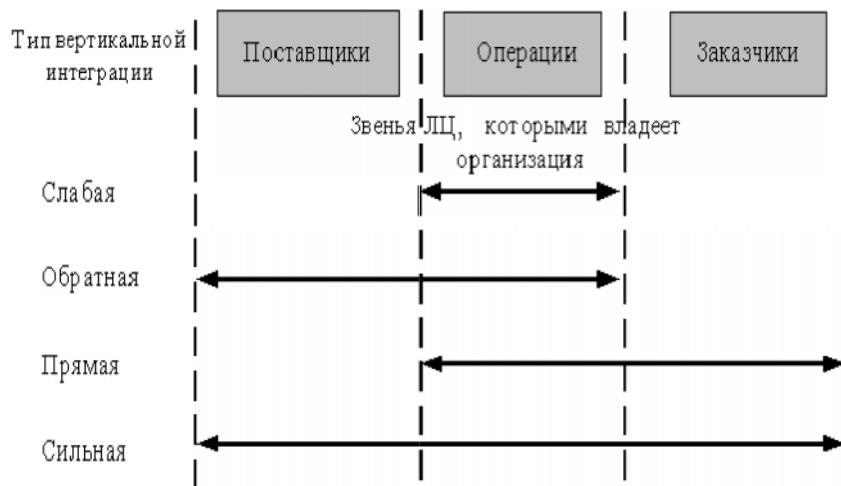 Тип вертикальной
интеграции
Поставщики
Операции
Заказчики
Звенья ЛЦ, которыми владеет
организация
Слабая
Обратная
Прямая
Сильная